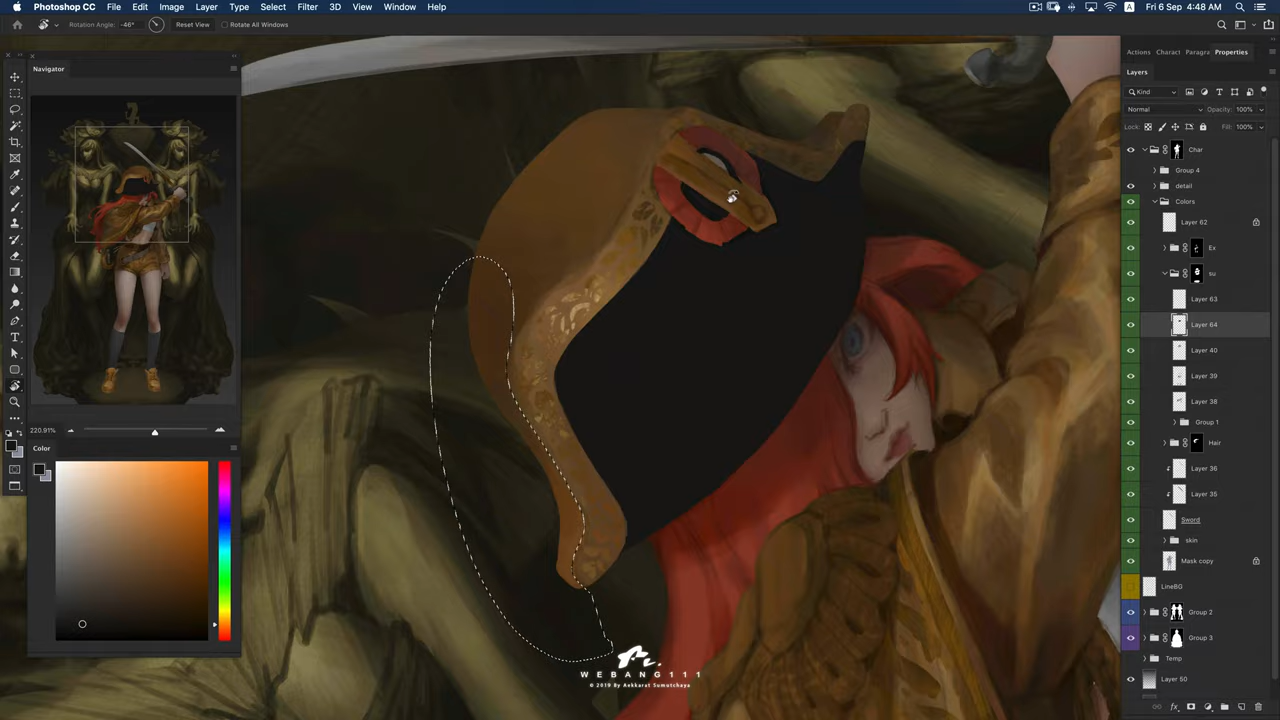 Photoshop CC File Edit Image Layer Type Select Filter 3D View Window Help Fri 6 Sep 4:48 AM
Rotation Angle: -46° Reset View Rotate All Windows
Navigator
220.91%
Color
Actions Charact Paragra Properties
Layers
Kind
Normal Opacity: 100%
Lock: Fill: 100%
Char
Group 4
detail
Colors
Layer 62
Ex
su
Layer 63
Layer 64
Layer 40
Layer 39
Layer 38
Group 1
Hair
Layer 36
Layer 35
Sword
skin
Mask copy
LineBG
Group 2
Group 3
Temp
Layer 50
WEBANG111
© 2019 By Aekkarat Sumutchaya